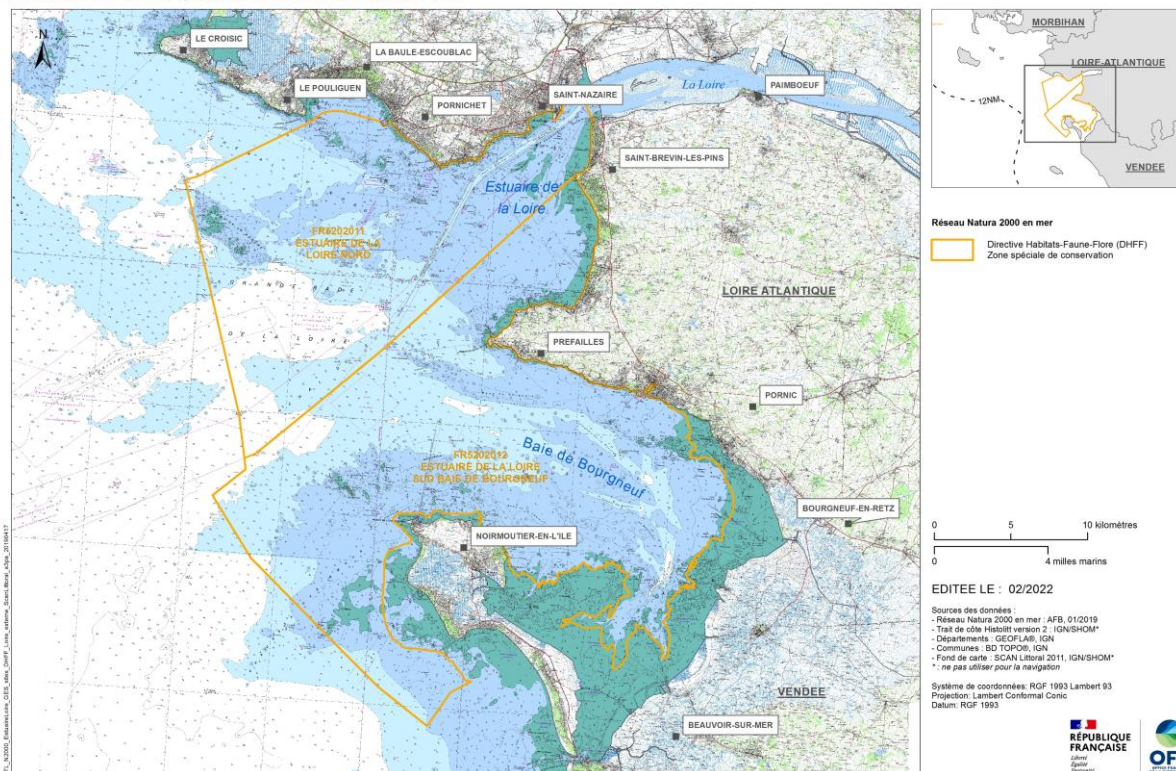 N
LE CROISIC
LA BAULE-ESCOUBLAC
LE POULIGUEN
PORNICHET
SAINT-NAZAIRE
La Loire
PAIMBOEUF
SAINT-BREVIN-LES-PINS
Estuaire de
la Loire
ESTUAIRE DE LA
LOIRE NORD
GRANDE RADE
DE LA LOIRE
LOIRE ATLANTIQUE
PREFAILLES
PORNIC
Baie de Bourgneuf
FR5202012
ESTUAIRE DE LA LOIRE
SUD BAIE DE BOURGNEUF
BOURGNEUF-EN-RETZ
NOIRMOUTIER-EN-L'ILE
VENDEE
BEAUVOIR-SUR-MER
MORBIHAN
LOIRE-ATLANTIQUE
12NM
VENDEE
Réseau Natura 2000 en mer
Directive Habitats-Faune-Flore (DHFF)
Zone spéciale de conservation
0 5 10 kilomètres
0 4 milles marins
EDITEE LE : 02/2022
Sources des données :
- Réseau Natura 2000 en mer : AFB, 01/2019
- Trait de côte Histolitt version 2 : IGN/SHOM*
- Départements : GEOFLA®, IGN
- Communes : BD TOPO®, IGN
- Fond de carte : SCAN Littoral 2011, IGN/SHOM*
* : ne pas utiliser pour la navigation
Système de coordonnées: RGF 1993 Lambert 93
Projection: Lambert Conformal Conic
Datum: RGF 1993
RÉPUBLIQUE
FRANÇAISE
Liberté
Égalité
Fraternité